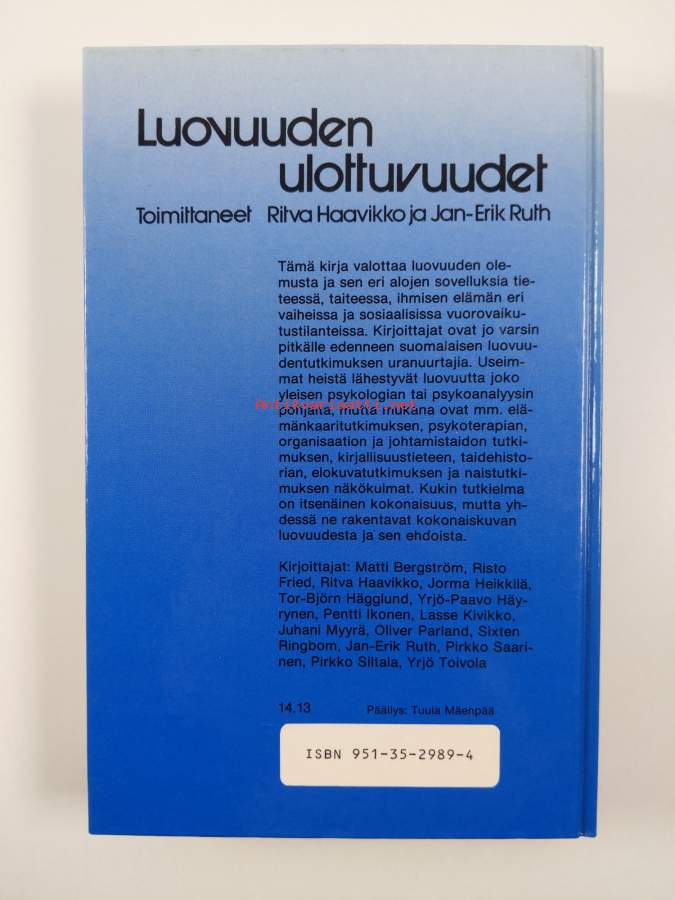 Luovuuden
ulottuvuudet
Toimittaneet Ritva Haavikko ja Jan-Erik Ruth
Tämä kirja valottaa luovuuden ole-
musta ja sen eri alojen sovelluksia tie-
teessä, taiteessa, ihmisen elämän eri
vaiheissa ja sosiaalisissa vuorovaiku-
tustilanteissa. Kirjoittajat ovat jo varsin
pitkälle edenneen suomalaisen luovuu-
dentutkimuksen uranuurtajia. Useim-
mat heistä lähestyvät luovuutta joko
yleisen psykologian tai psykoanalyysin
Antikvarisaatti.net
pohjalta, mutta mukana ovat mm. elä-
mänkaaritutkimuksen, psykoterapian,
organisaation ja johtamistaidon tutki-
muksen, kirjallisuustieteen, taidehisto-
rian, elokuvatutkimuksen ja naistutki-
muksen näkökulmat. Kukin tutkielma
on itsenäinen kokonaisuus, mutta yh-
dessä ne rakentavat kokonaiskuvan
luovuudesta ja sen ehdoista.
Kirjoittajat: Matti Bergström, Risto
Fried, Ritva Haavikko, Jorma Heikkilä,
Tor-Björn Hägglund, Yrjö-Paavo Häy-
rynen, Pentti Ikonen, Lasse Kivikko,
Juhani Myyrä, Oliver Parland, Sixten
Ringbom, Jan-Erik Ruth, Pirkko Saari-
nen, Pirkko Siltala, Yrjö Toivola
14.13 Päällys: Tuula Mäenpää
ISBN 951-35-2989-4